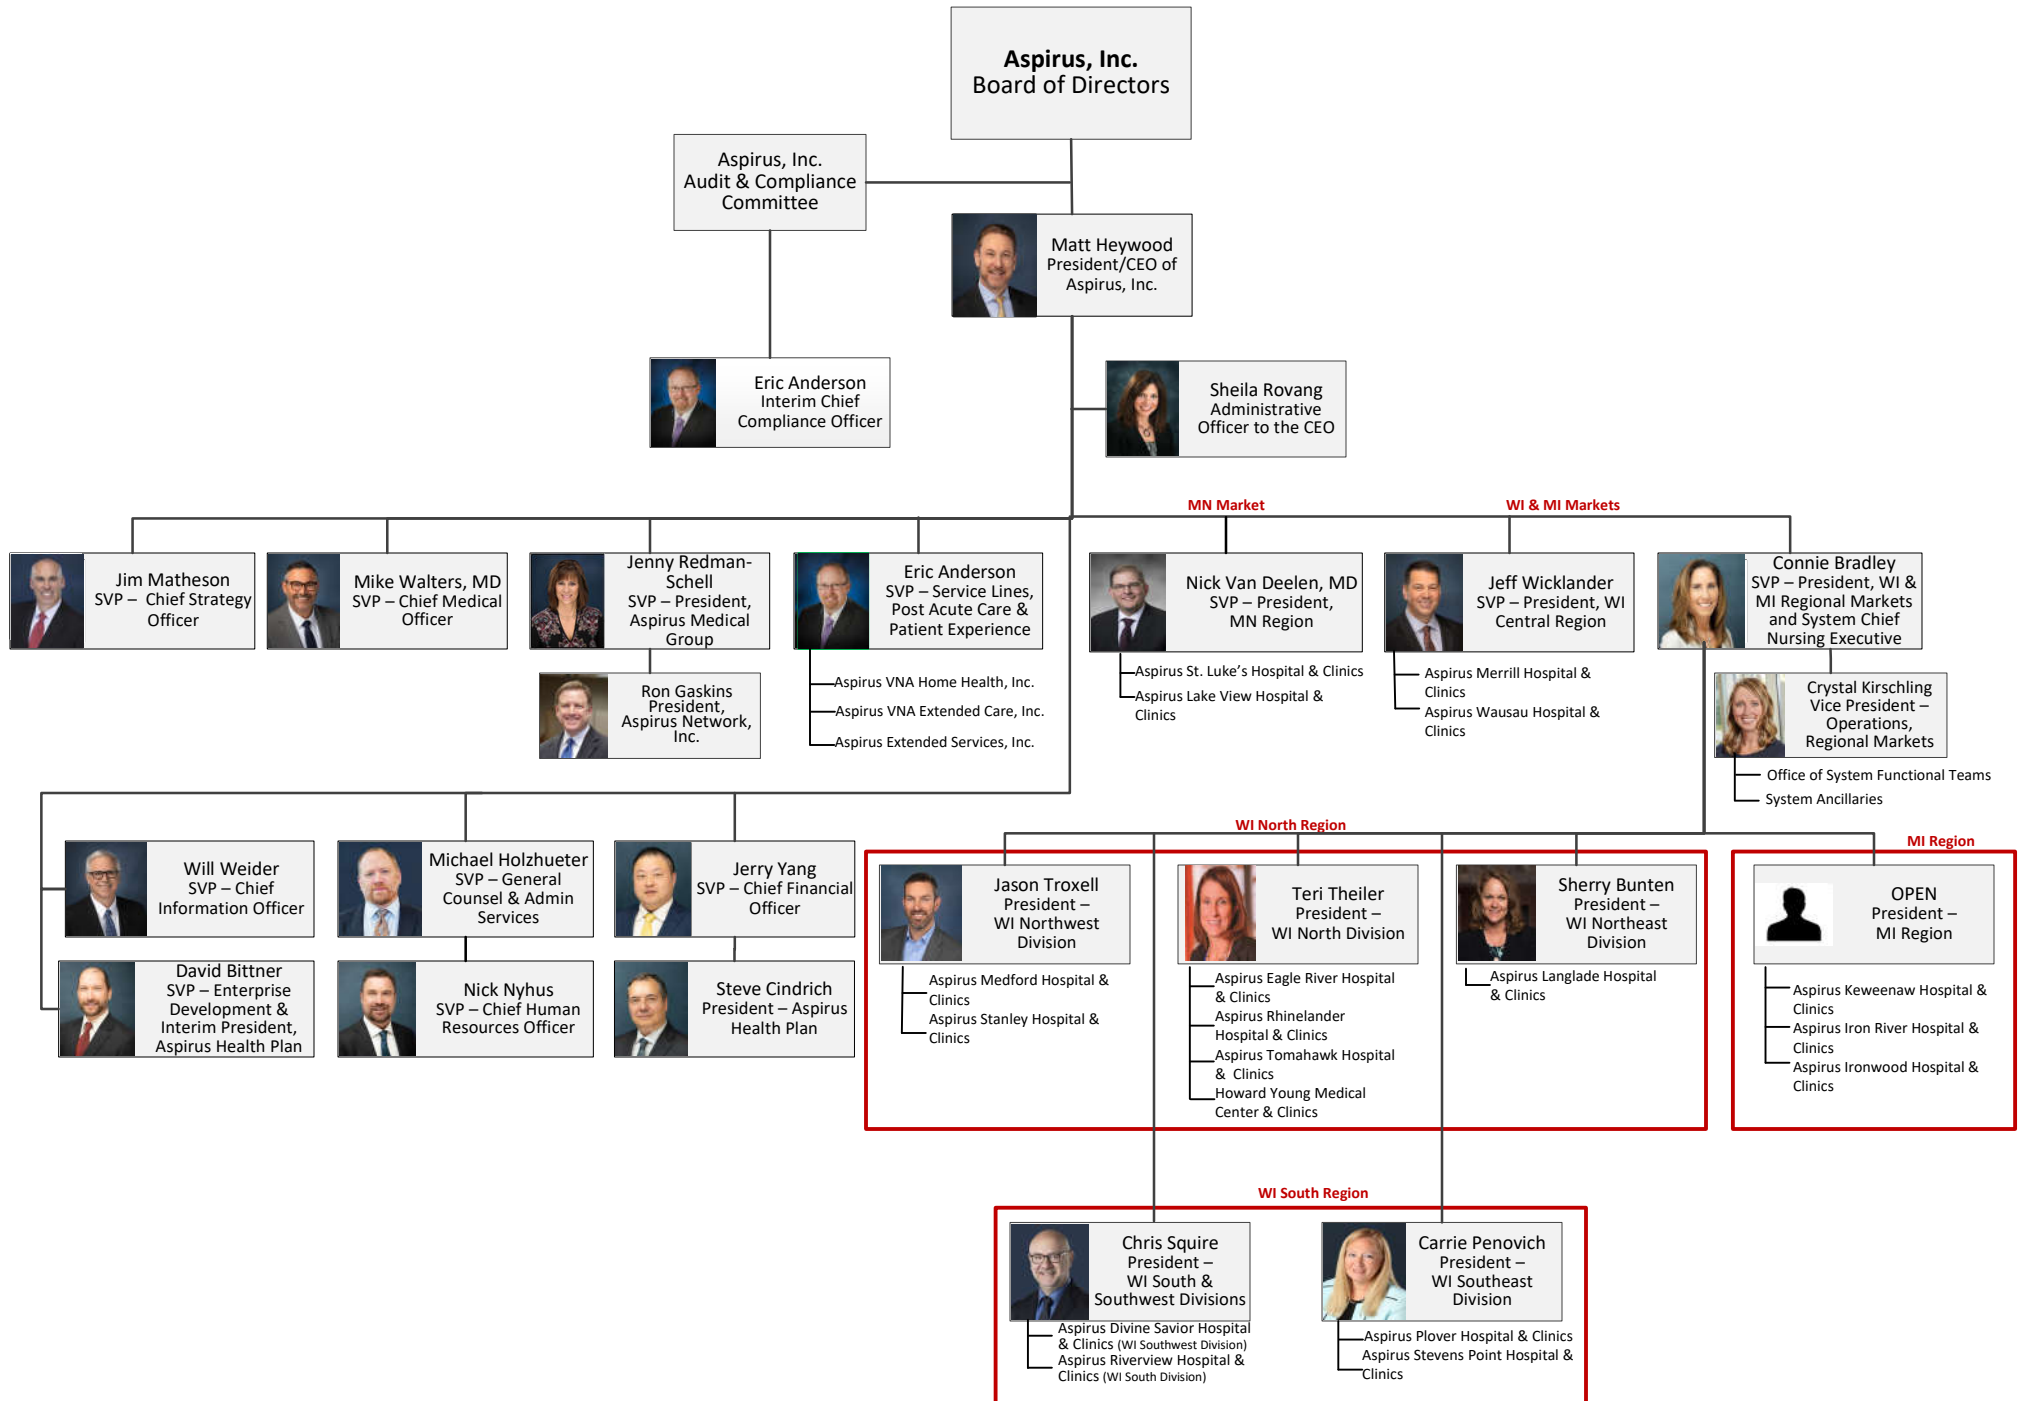 Aspirus, Inc.
Board of Directors
Aspirus, Inc.
Audit & Compliance
Committee
Matt Heywood
President/CEO of
Aspirus, Inc.
Eric Anderson
Interim Chief
Compliance Officer
Sheila Rovang
Administrative
Officer to the CEO
MN Market
WI & MI Markets
Jim Matheson
SVP – Chief Strategy
Officer
Mike Walters, MD
SVP – Chief Medical
Officer
Jenny Redman-
Schell
SVP – President,
Aspirus Medical
Group
Eric Anderson
SVP – Service Lines,
Post Acute Care &
Patient Experience
Nick Van Deelen, MD
SVP – President,
MN Region
Jeff Wicklander
SVP – President, WI
Central Region
Connie Bradley
SVP – President, WI &
MI Regional Markets
and System Chief
Nursing Executive
Ron Gaskins
President,
Aspirus Network,
Inc.
Aspirus VNA Home Health, Inc.
Aspirus VNA Extended Care, Inc.
Aspirus Extended Services, Inc.
Aspirus St. Luke's Hospital & Clinics
Aspirus Lake View Hospital &
Clinics
Aspirus Merrill Hospital &
Clinics
Aspirus Wausau Hospital &
Clinics
Crystal Kirschling
Vice President –
Operations,
Regional Markets
Office of System Functional Teams
System Ancillaries
Will Weider
SVP – Chief
Information Officer
Michael Holzhueter
SVP – General
Counsel & Admin
Services
Jerry Yang
SVP – Chief Financial
Officer
David Bittner
SVP – Enterprise
Development &
Interim President,
Aspirus Health Plan
Nick Nyhus
SVP – Chief Human
Resources Officer
Steve Cindrich
President – Aspirus
Health Plan
WI North Region
Jason Troxell
President –
WI Northwest
Division
Aspirus Medford Hospital &
Clinics
Aspirus Stanley Hospital &
Clinics
Teri Theiler
President –
WI North Division
Aspirus Eagle River Hospital
& Clinics
Aspirus Rhinelander
Hospital & Clinics
Aspirus Tomahawk Hospital
& Clinics
Howard Young Medical
Center & Clinics
Sherry Bunten
President –
WI Northeast
Division
Aspirus Langlade Hospital
& Clinics
MI Region
OPEN
President –
MI Region
Aspirus Keweenaw Hospital &
Clinics
Aspirus Iron River Hospital &
Clinics
Aspirus Ironwood Hospital &
Clinics
WI South Region
Chris Squire
President –
WI South &
Southwest Divisions
Aspirus Divine Savior Hospital
& Clinics (WI Southwest Division)
Aspirus Riverview Hospital &
Clinics (WI South Division)
Carrie Penovich
President –
WI Southeast
Division
Aspirus Plover Hospital & Clinics
Aspirus Stevens Point Hospital &
Clinics